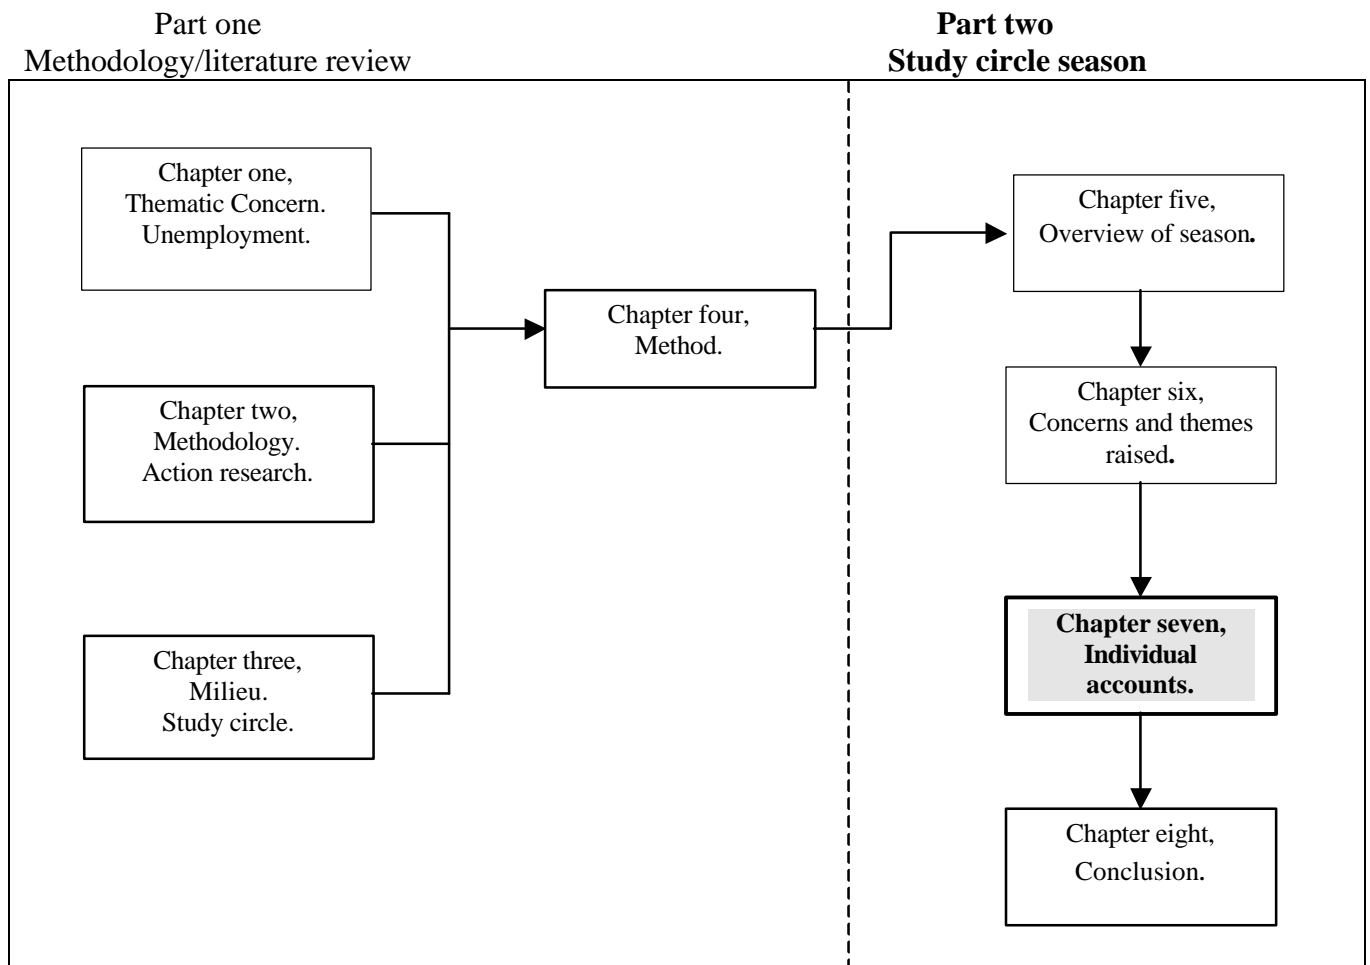 Part one
Methodology/literature review
Part two
Study circle season
Chapter one,
Thematic Concern.
Unemployment.
Chapter two,
Methodology.
Action research.
Chapter three,
Milieu.
Study circle.
Chapter four,
Method.
Chapter five,
Overview of season.
Chapter six,
Concerns and themes
raised.
Chapter seven,
Individual
accounts.
Chapter eight,
Conclusion.